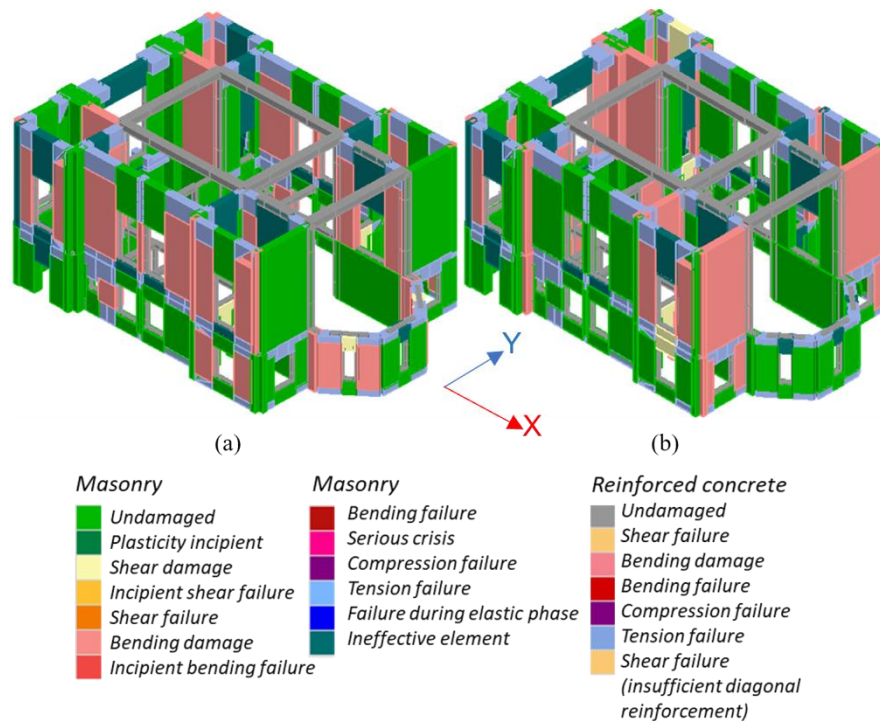 Y
X
(a)
(b)
Masonry
Undamaged
Plasticity incipient
Shear damage
Incipient shear failure
Shear failure
Bending damage
Incipient bending failure
Masonry
Bending failure
Serious crisis
Compression failure
Tension failure
Failure during elastic phase
Ineffective element
Reinforced concrete
Undamaged
Shear failure
Bending damage
Bending failure
Compression failure
Tension failure
Shear failure
(insufficient diagonal
reinforcement)